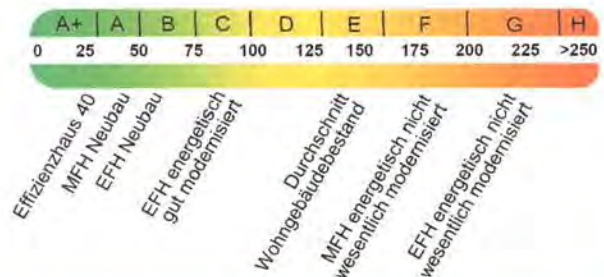 A+ A B C D E F G H
0 25 50 75 100 125 150 175 200 225 >250
Effizienzhaus 40
MFH Neubau
EFH Neubau
EFH energetisch
gut modernisiert
Durchschnitt
Wohngebäudebestand
MFH energetisch nicht
wesentlich modernisiert
EFH energetisch nicht
wesentlich modernisiert